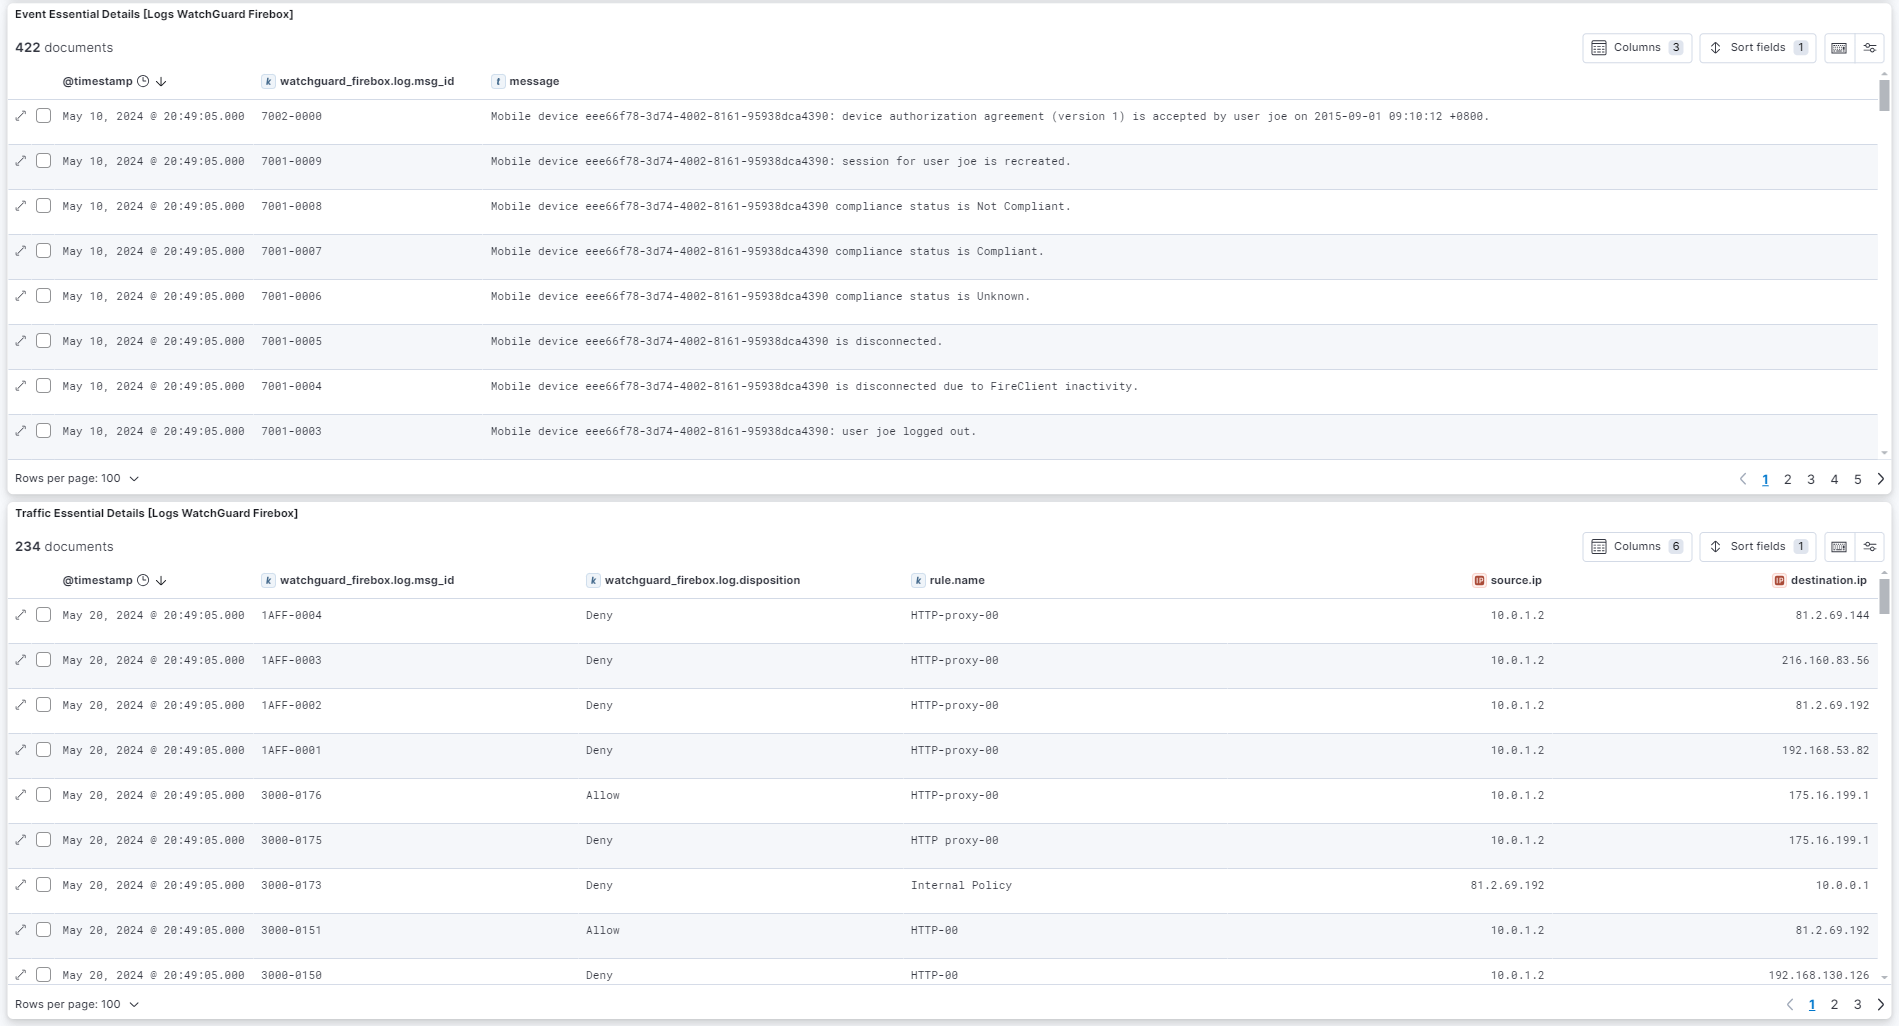 Event Essential Details [Logs WatchGuard Firebox]
422 documents
Columns 3 Sort fields 1
@timestamp k watchguard_firebox.log.msg_id t message
May 10, 2024 @ 20:49:05.000 7002-0000 Mobile device eee66f78-3d74-4002-8161-95938dca4390: device authorization agreement (version 1) is accepted by user joe on 2015-09-01 09:10:12 +0800.
May 10, 2024 @ 20:49:05.000 7001-0009 Mobile device eee66f78-3d74-4002-8161-95938dca4390: session for user joe is recreated.
May 10, 2024 @ 20:49:05.000 7001-0008 Mobile device eee66f78-3d74-4002-8161-95938dca4390 compliance status is Not Compliant.
May 10, 2024 @ 20:49:05.000 7001-0007 Mobile device eee66f78-3d74-4002-8161-95938dca4390 compliance status is Compliant.
May 10, 2024 @ 20:49:05.000 7001-0006 Mobile device eee66f78-3d74-4002-8161-95938dca4390 compliance status is Unknown.
May 10, 2024 @ 20:49:05.000 7001-0005 Mobile device eee66f78-3d74-4002-8161-95938dca4390 is disconnected.
May 10, 2024 @ 20:49:05.000 7001-0004 Mobile device eee66f78-3d74-4002-8161-95938dca4390 is disconnected due to FireClient inactivity.
May 10, 2024 @ 20:49:05.000 7001-0003 Mobile device eee66f78-3d74-4002-8161-95938dca4390: user joe logged out.
Rows per page: 100 1 2 3 4 5
Traffic Essential Details [Logs WatchGuard Firebox]
234 documents
Columns 6 Sort fields 1
@timestamp k watchguard_firebox.log.msg_id k watchguard_firebox.log.disposition k rule.name IP source.ip IP destination.ip
May 20, 2024 @ 20:49:05.000 1AFF-0004 Deny HTTP-proxy-00 10.0.1.2 81.2.69.144
May 20, 2024 @ 20:49:05.000 1AFF-0003 Deny HTTP-proxy-00 10.0.1.2 216.160.83.56
May 20, 2024 @ 20:49:05.000 1AFF-0002 Deny HTTP-proxy-00 10.0.1.2 81.2.69.192
May 20, 2024 @ 20:49:05.000 1AFF-0001 Deny HTTP-proxy-00 10.0.1.2 192.168.53.82
May 20, 2024 @ 20:49:05.000 3000-0176 Allow HTTP-proxy-00 10.0.1.2 175.16.199.1
May 20, 2024 @ 20:49:05.000 3000-0175 Deny HTTP proxy-00 10.0.1.2 175.16.199.1
May 20, 2024 @ 20:49:05.000 3000-0173 Deny Internal Policy 81.2.69.192 10.0.0.1
May 20, 2024 @ 20:49:05.000 3000-0151 Allow HTTP-00 10.0.1.2 81.2.69.192
May 20, 2024 @ 20:49:05.000 3000-0150 Deny HTTP-00 10.0.1.2 192.168.130.126
Rows per page: 100 1 2 3